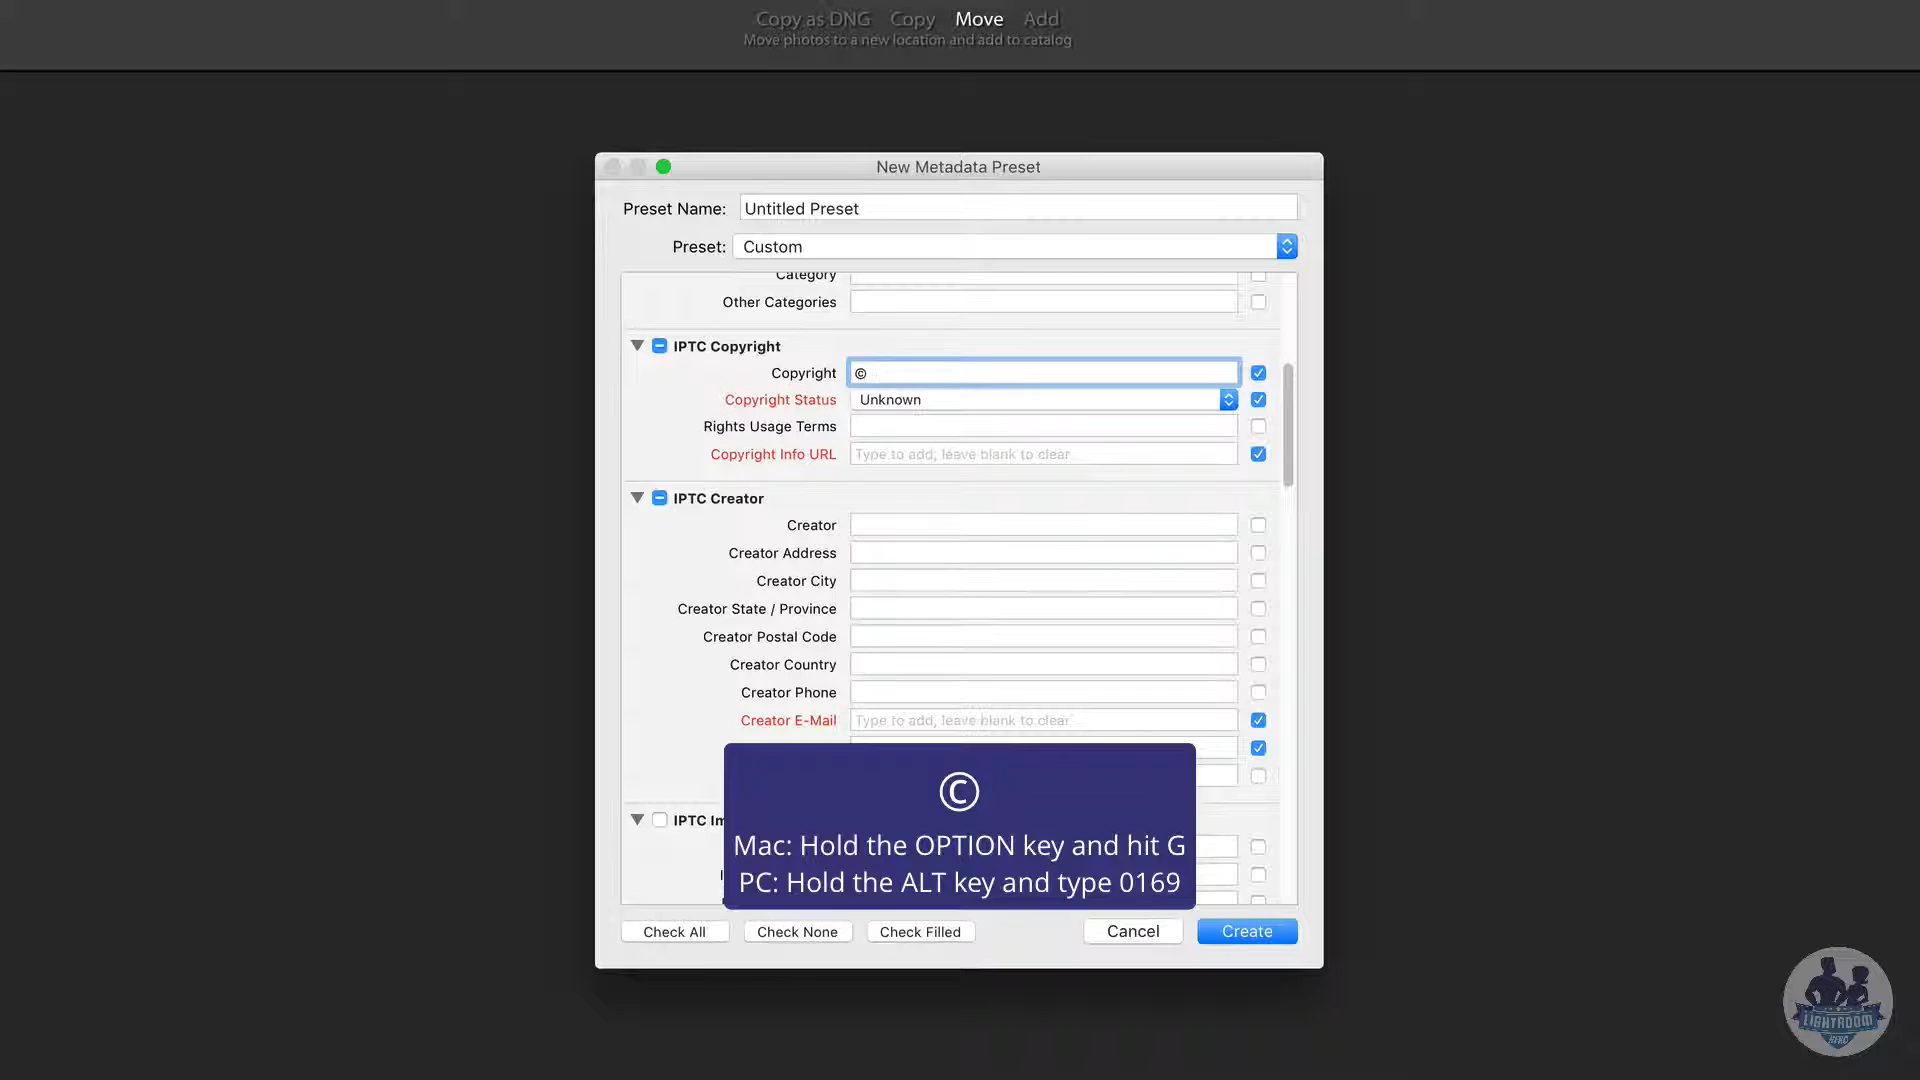 Copy as DNG Copy Move Add
Move photos to a new location and add to catalog
New Metadata Preset
Preset Name: Untitled Preset
Preset: Custom
Category
Other Categories
IPTC Copyright
Copyright ©
Copyright Status Unknown
Rights Usage Terms
Copyright Info URL Type to add, leave blank to clear
IPTC Creator
Creator
Creator Address
Creator City
Creator State / Province
Creator Postal Code
Creator Country
Creator Phone
Creator E-Mail Type to add, leave blank to clear
©
IPTC Im
Mac: Hold the OPTION key and hit G
PC: Hold the ALT key and type 0169
Check All Check None Check Filled Cancel Create
LIGHTROOM
HERO